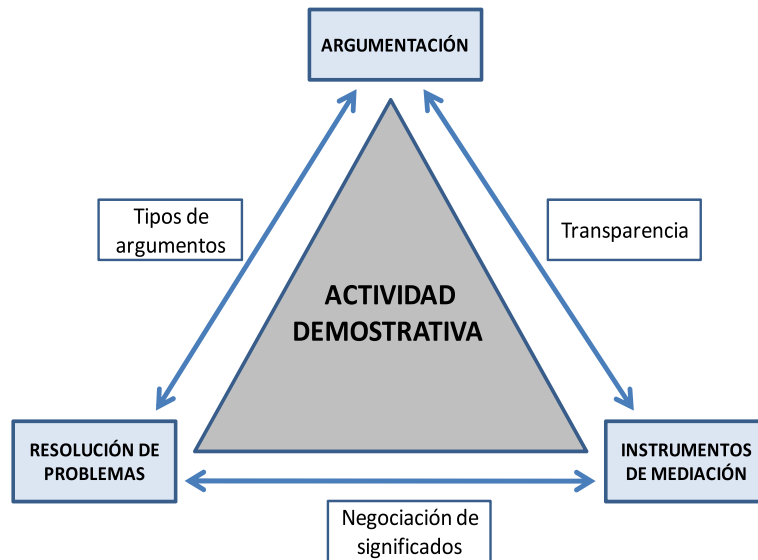 ARGUMENTACIÓN
Tipos de
argumentos
Transparencia
ACTIVIDAD
DEMOSTRATIVA
RESOLUCIÓN DE
PROBLEMAS
INSTRUMENTOS
DE MEDIACIÓN
Negociación de
significados